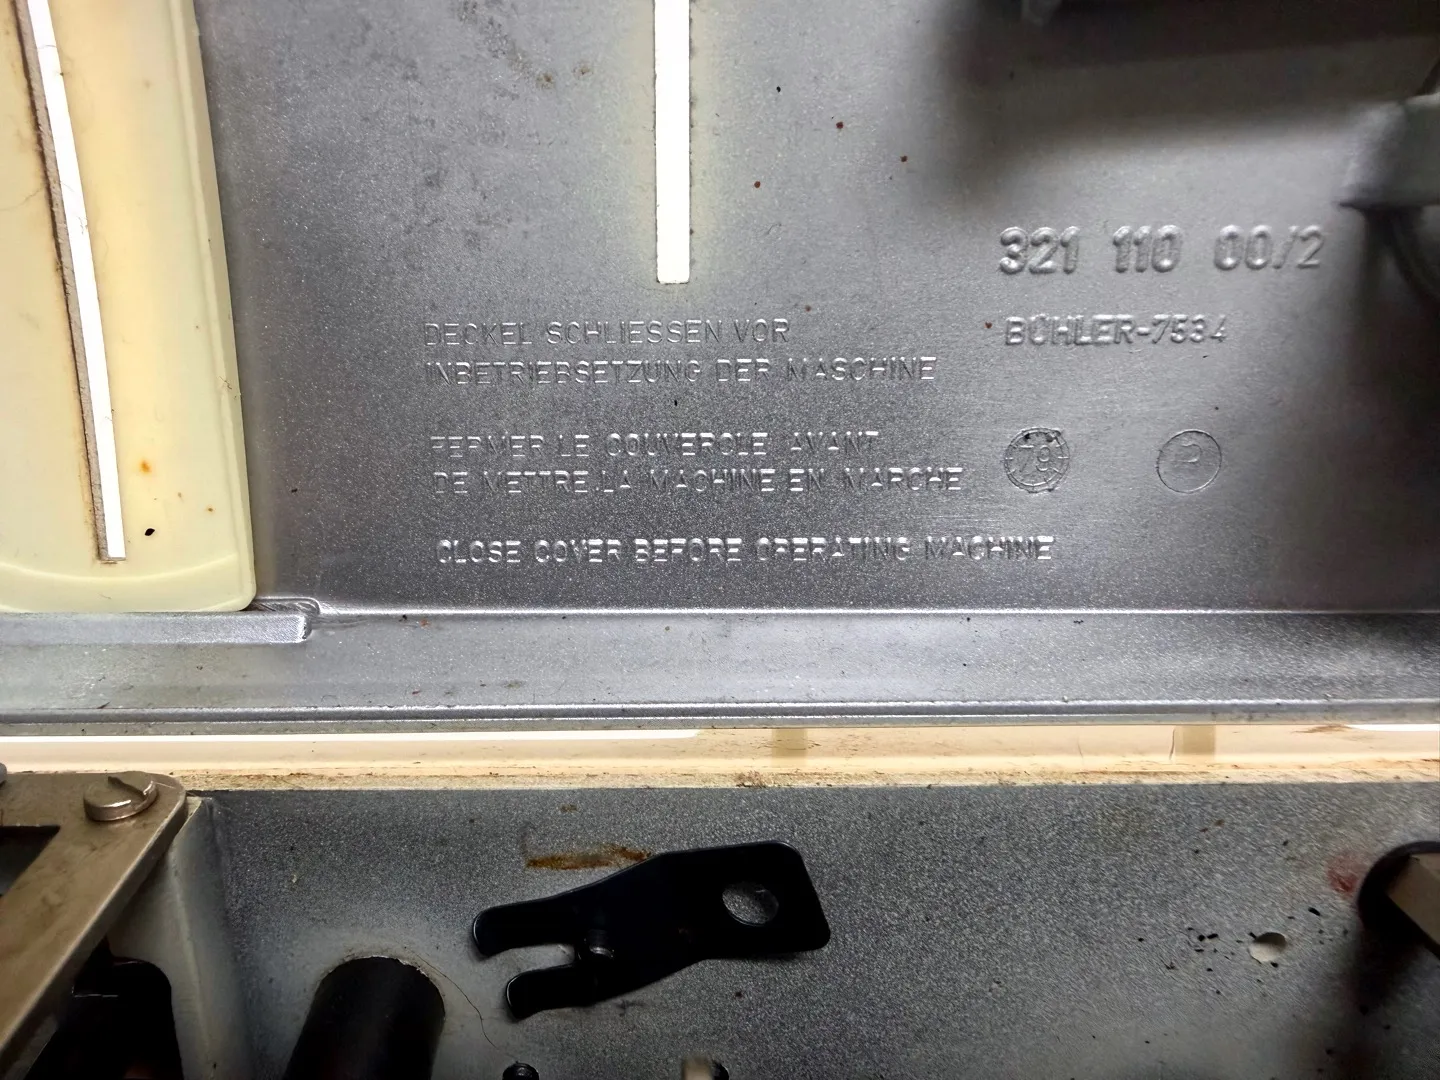 321 110 00/2
BÜHLER-7534
DECKEL SCHLIESSEN VOR
INBETRIEBSETZUNG DER MASCHINE
FERMER LE COUVERCLE AVANT
DE METTRE LA MACHINE EN MARCHE
79
2
CLOSE COVER BEFORE OPERATING MACHINE